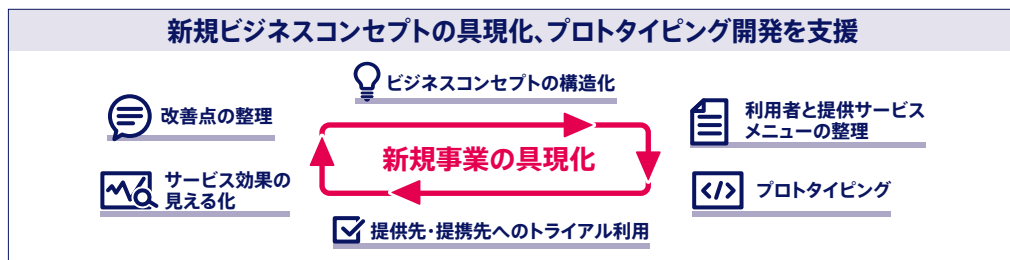 新規ビジネスコンセプトの具現化、プロトタイピング開発を支援
ビジネスコンセプトの構造化
改善点の整理
利用者と提供サービス
メニューの整理
新規事業の具現化
サービス効果の
見える化
</>
プロトタイピング
提供先・提携先へのトライアル利用